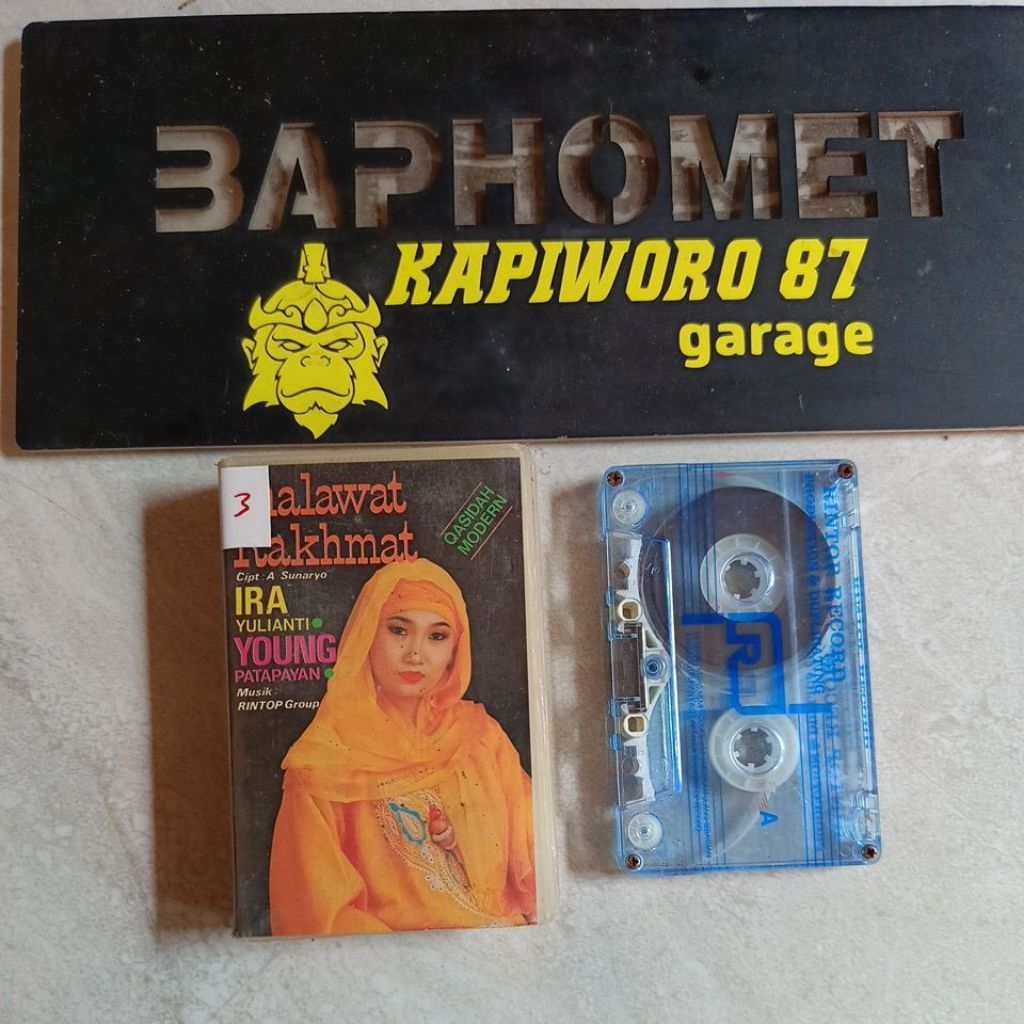 BAPHOMET
KAPIWORO 87
garage
3
halawat
Rakhmat
QASIDAH
MODERN
Cipt : A Sunaryo
IRA
YULIANTI
YOUNG
PATAPAYAN
Musik :
RINTOP Group
RINTOP RECORD
A